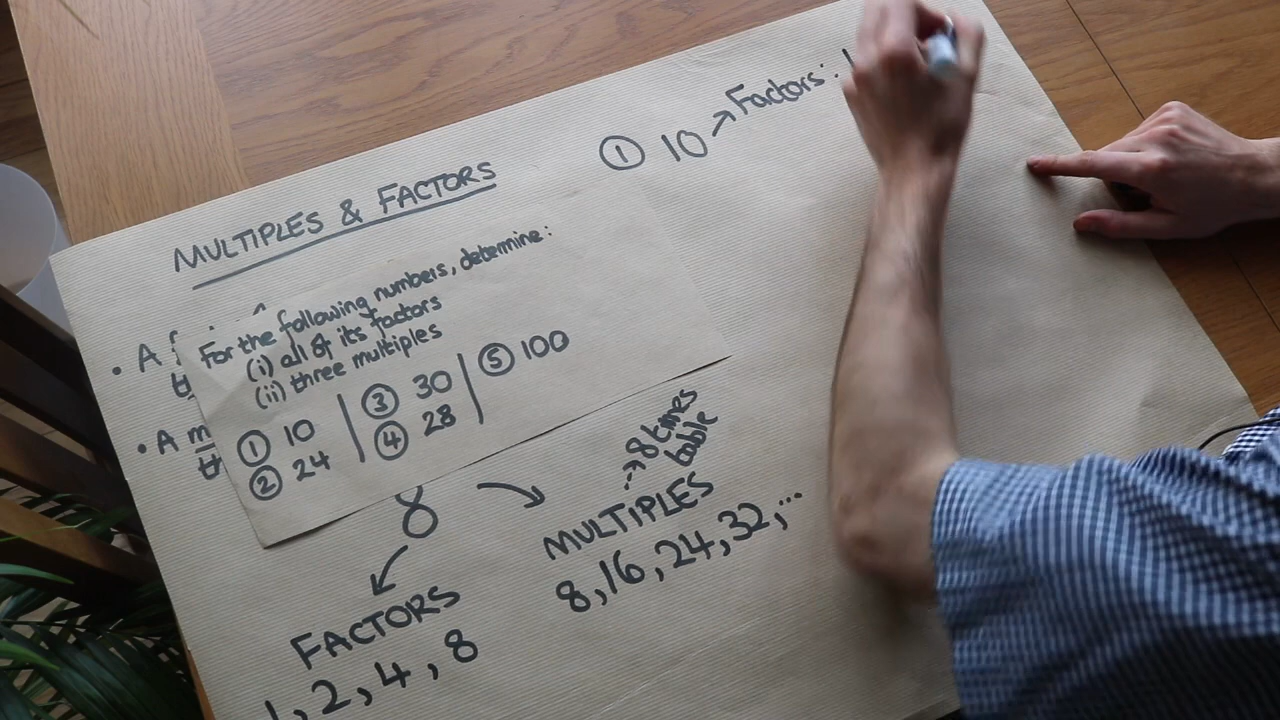 MULTIPLES & FACTORS
① 10 → Factors: 1
• A
• A m
For the following numbers, determine:
(i) all of its factors
(ii) three multiples
① 10
② 24
③ 30
④ 28
⑤ 100
8
→ 8 times
table
MULTIPLES
8, 16, 24, 32, ...
FACTORS
1, 2, 4, 8